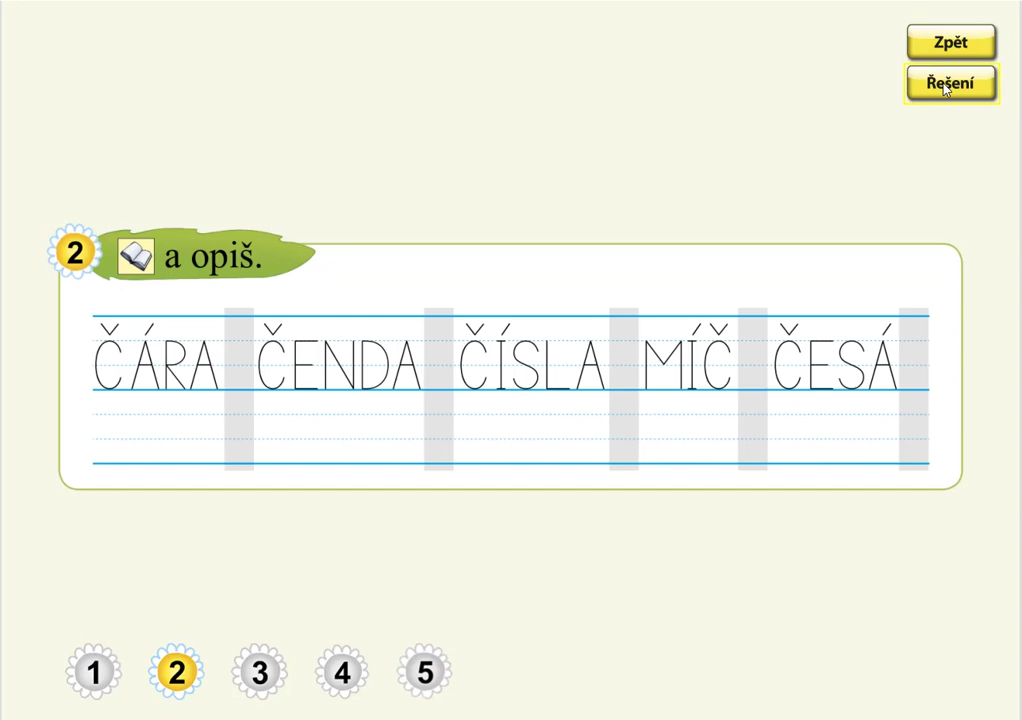 Zpět
Řešení
2 a opiš.
ČÁRA ČENDA ČÍSLA MÍČ ČESÁ
1 2 3 4 5